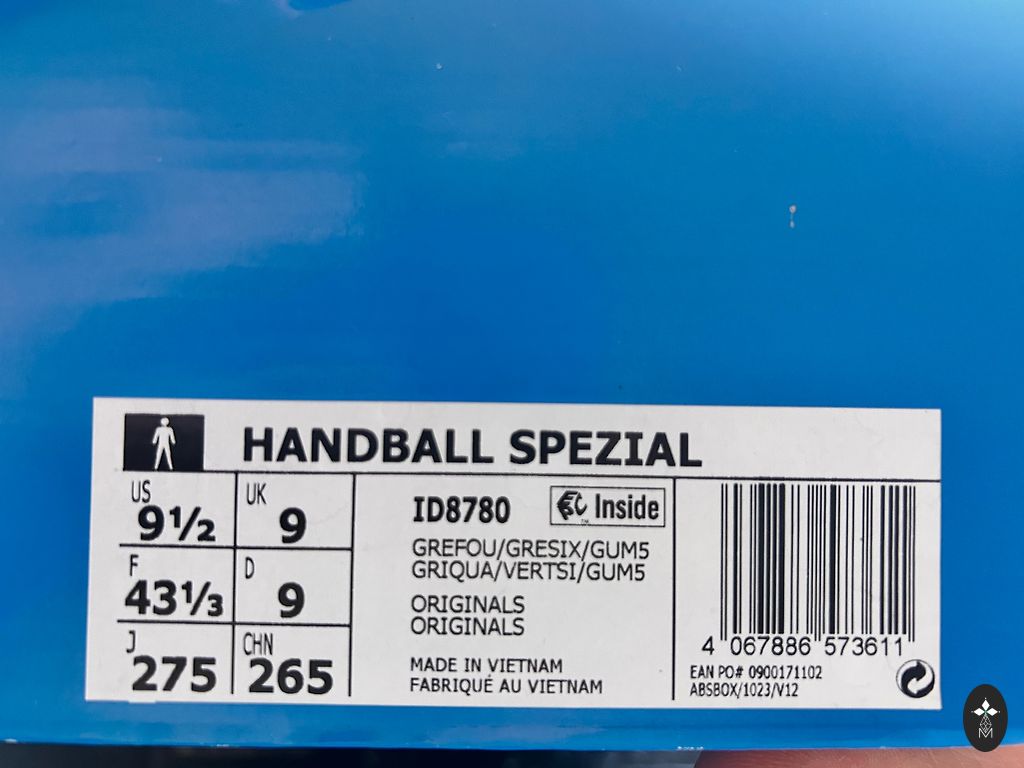 HANDBALL SPEZIAL
US
9½
UK
9
F
43⅓
D
9
J
275
CHN
265
ID8780
Inside
TM
GREFOU/GRESIX/GUM5
GRIQUA/VERTSI/GUM5
ORIGINALS
ORIGINALS
MADE IN VIETNAM
FABRIQUÉ AU VIETNAM
4 067886 573611
EAN PO# 0900171102
ABSBOX/1023/V12
M